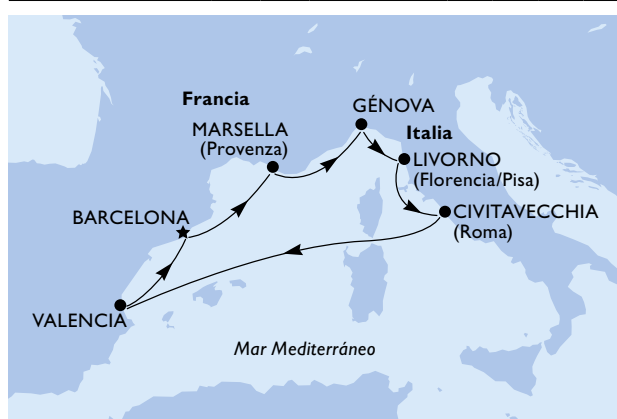 Francia
MARSELLA
(Provenza)
GÉNOVA
Italia
LIVORNO
(Florencia/Pisa)
CIVITAVECCHIA
(Roma)
BARCELONA
VALENCIA
Mar Mediterráneo